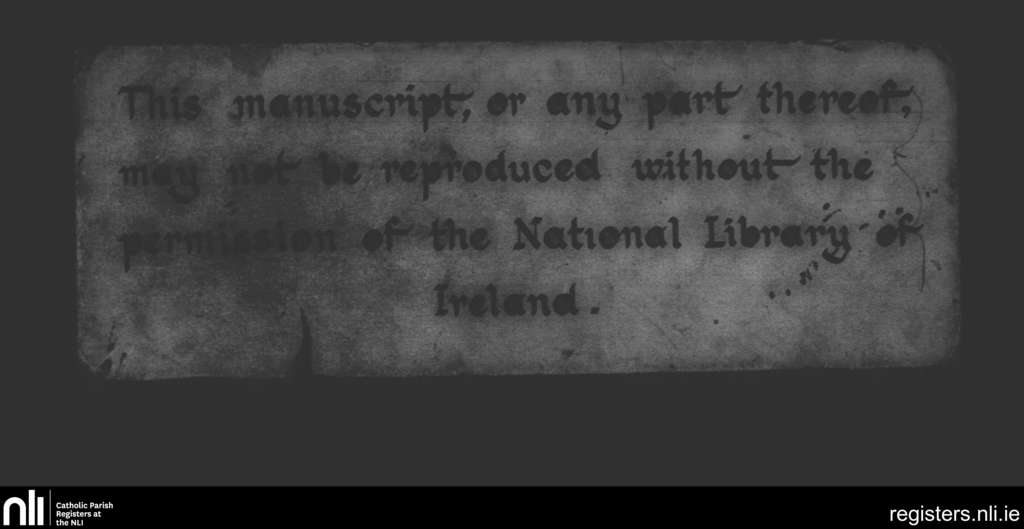 This manuscript, or any part thereof,
may not be reproduced without the
permission of the National Library of
Ireland.
nli
Catholic Parish
Registers at
the NLI
registers.nli.ie